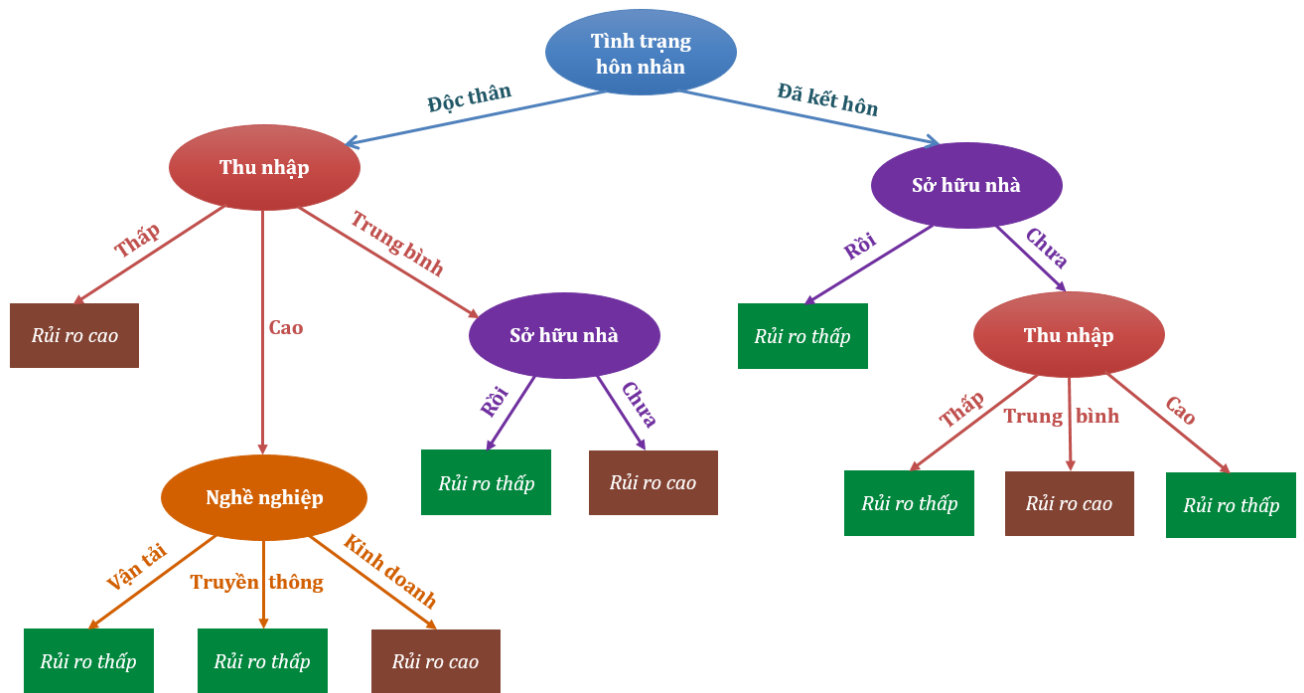 Tình trạng
hôn nhân
Độc thân
Đã kết hôn
Thu nhập
Sở hữu nhà
Thấp
Trung bình
Rồi
Chưa
Rủi ro cao
Cao
Sở hữu nhà
Rủi ro thấp
Thu nhập
Rồi
Chưa
Thấp
Trung bình
Cao
Rủi ro thấp
Rủi ro cao
Rủi ro thấp
Rủi ro cao
Rủi ro thấp
Nghề nghiệp
Vận tải
Truyền thông
Kinh doanh
Rủi ro thấp
Rủi ro thấp
Rủi ro cao